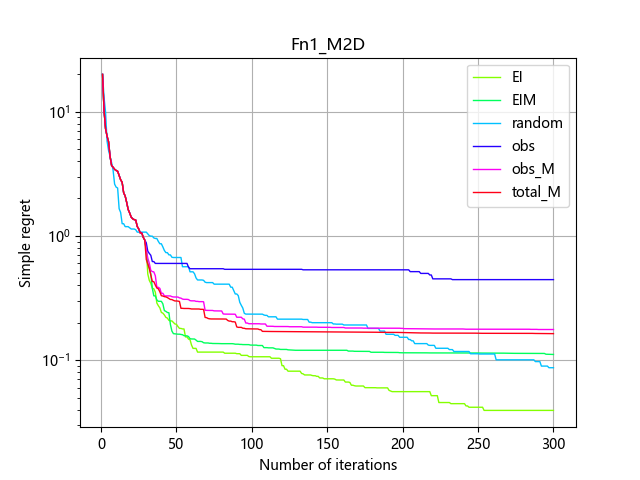 Fn1_M2D
EI
EIM
random
obs
obs_M
total_M
Simple regret
10¹
10⁰
10⁻¹
0 50 100 150 200 250 300
Number of iterations